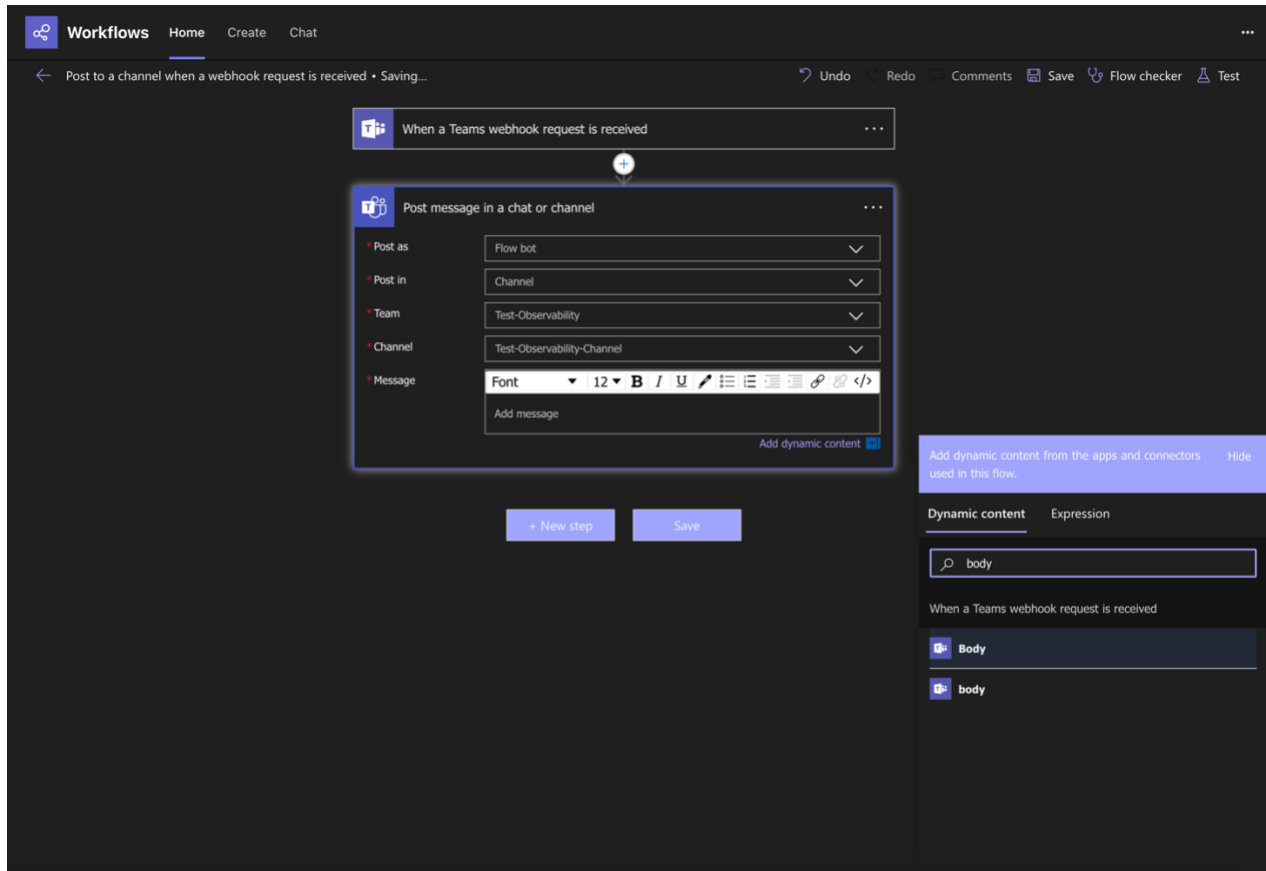 Workflows Home Create Chat
Post to a channel when a webhook request is received • Saving... Undo Redo Comments Save Flow checker Test
When a Teams webhook request is received
Post message in a chat or channel
* Post as Flow bot
* Post in Channel
* Team Test-Observability
* Channel Test-Observability-Channel
* Message Font 12 B I U </>
Add message
Add dynamic content
Add dynamic content from the apps and connectors Hide
used in this flow.
+ New step Save
Dynamic content Expression
body
When a Teams webhook request is received
Body
body